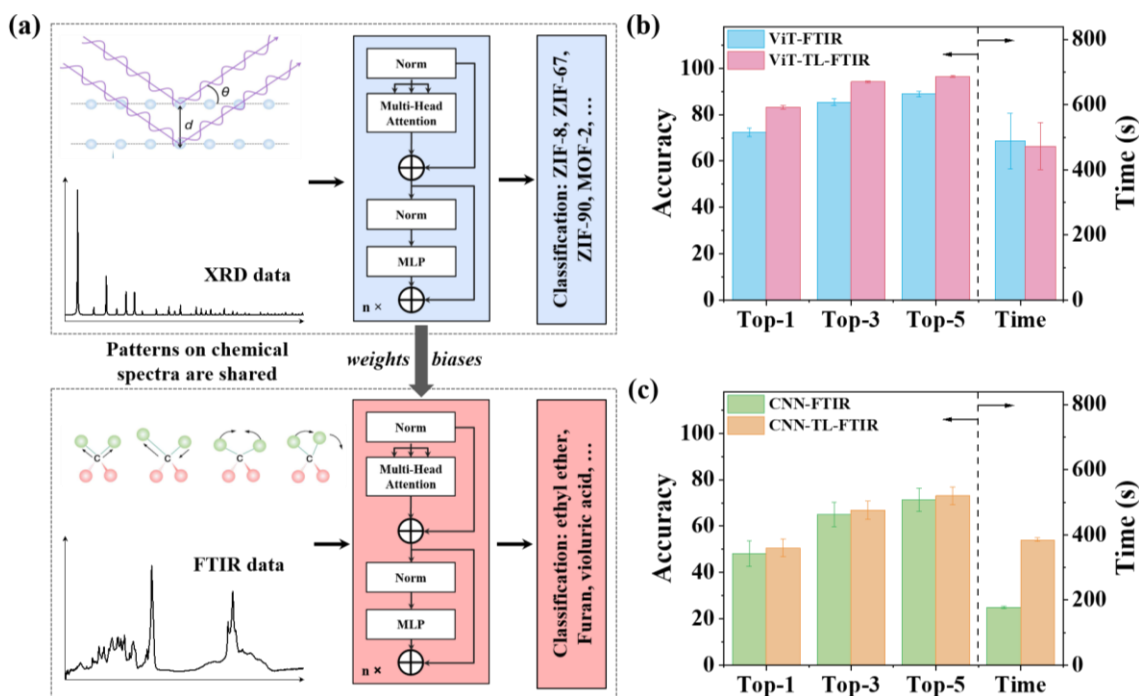 (a)
θ
d
XRD data
Norm
Multi-Head
Attention
Norm
MLP
n ×
Classification: ZIF-8, ZIF-67,
ZIF-90, MOF-2, ...
Patterns on chemical
spectra are shared
weights
biases
C
C
C
C
FTIR data
Norm
Multi-Head
Attention
Norm
MLP
n ×
Classification: ethyl ether,
Furan, violuric acid, ...
(b)
ViT-FTIR
ViT-TL-FTIR
Accuracy
100
80
60
40
20
0
Top-1
Top-3
Top-5
Time
800
600
400
200
0
Time (s)
(c)
CNN-FTIR
CNN-TL-FTIR
Accuracy
100
80
60
40
20
0
Top-1
Top-3
Top-5
Time
800
600
400
200
0
Time (s)